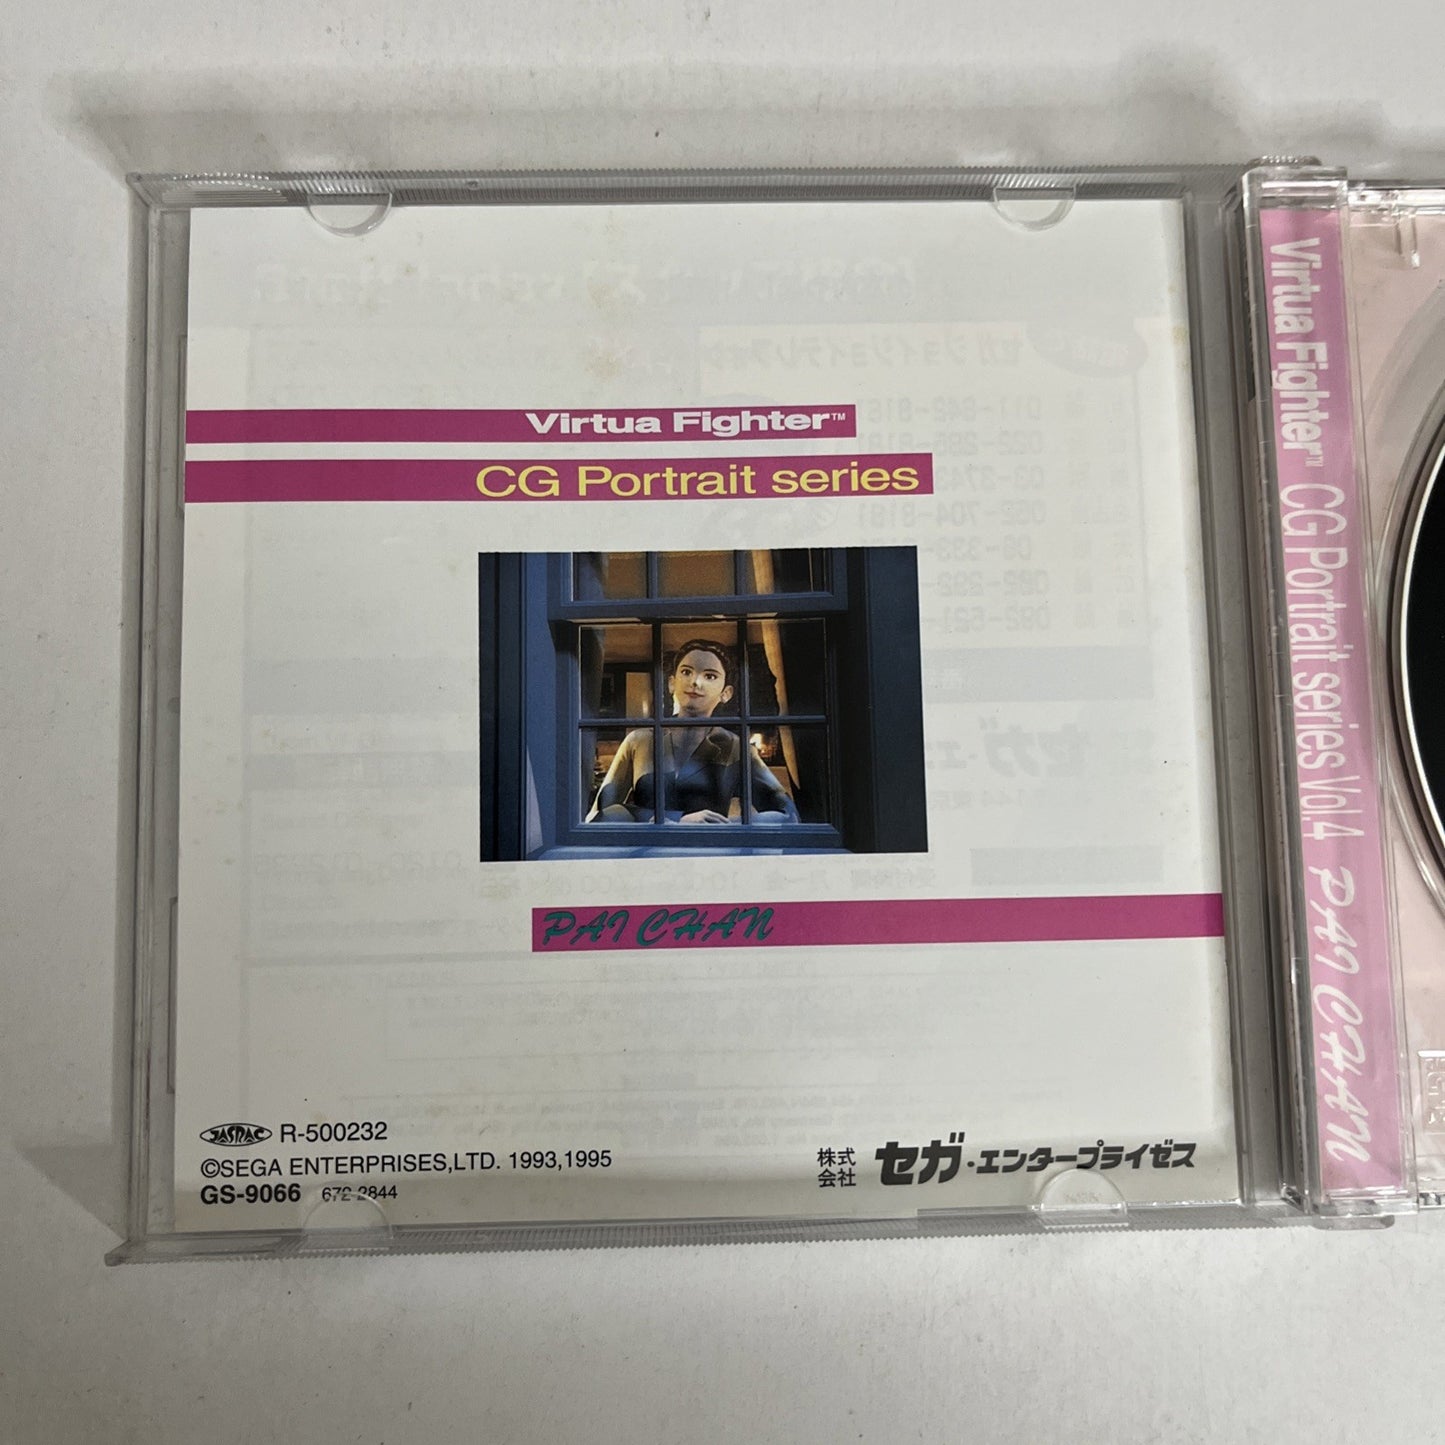 Virtua Fighter™
CG Portrait series
PAI CHAN
JASRAC R-500232
©SEGA ENTERPRISES,LTD. 1993,1995
GS-9066 672-2844
株式会社 セガ・エンタープライゼス
Virtua Fighter™ CG Portrait series Vol.4 PAI CHAN